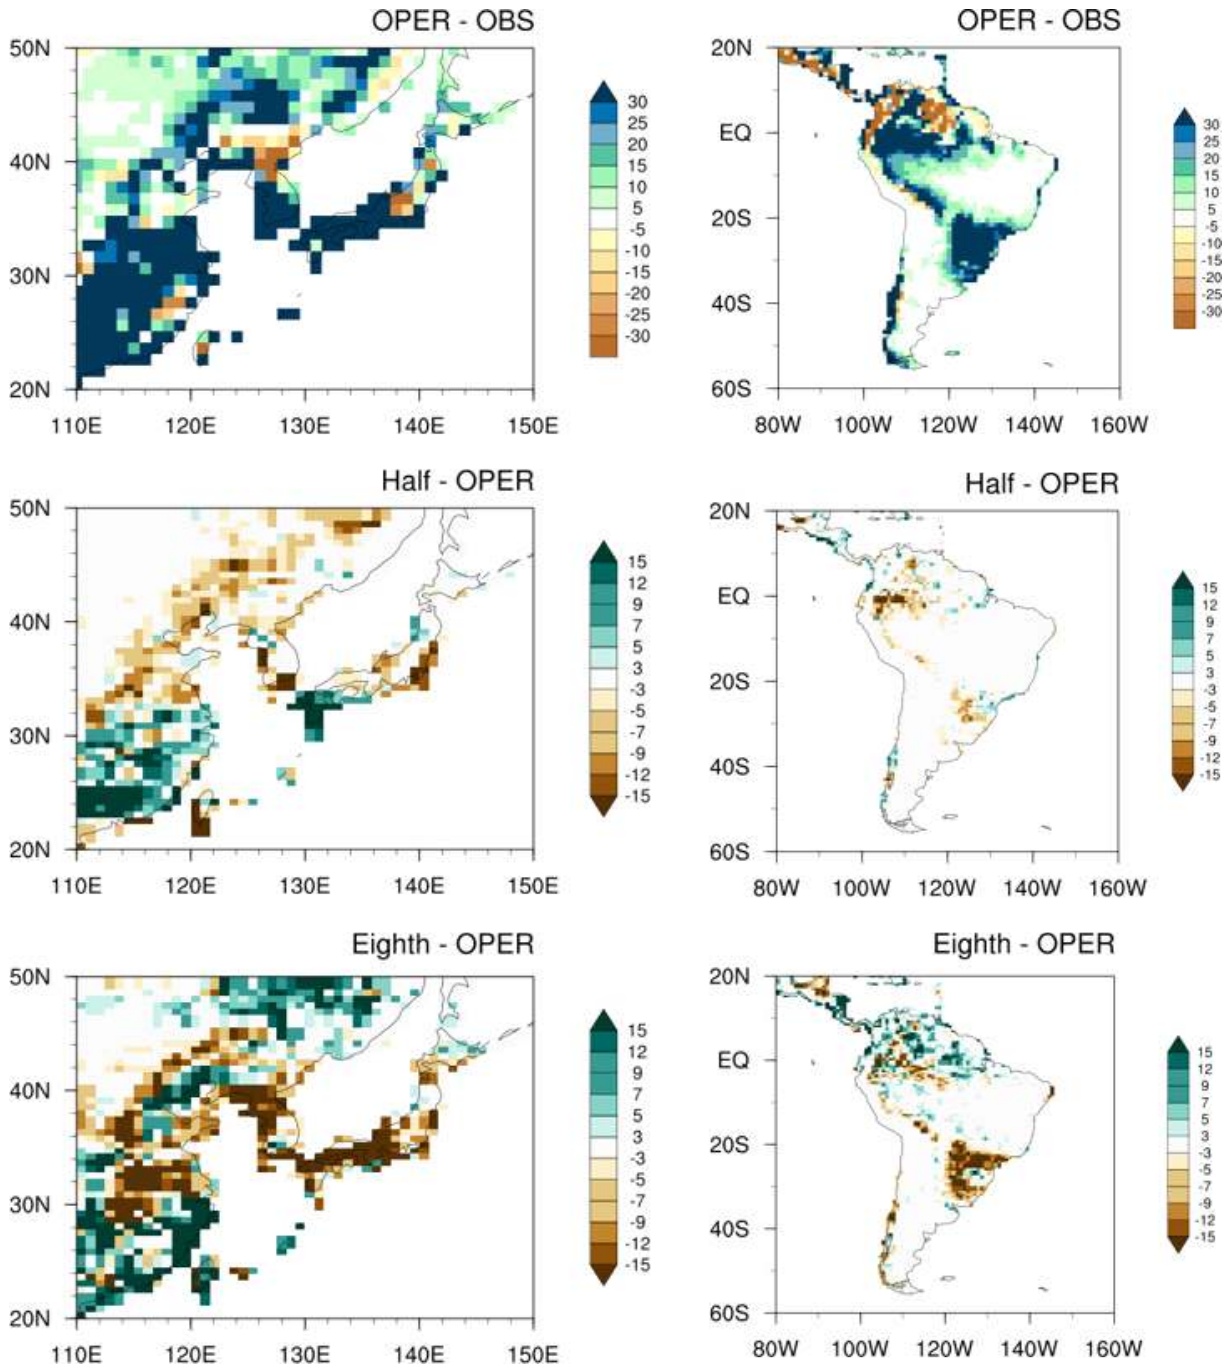 OPER - OBS
50N
40N
30N
20N
110E 120E 130E 140E 150E
30
25
20
15
10
5
-5
-10
-15
-20
-25
-30
OPER - OBS
20N
EQ
20S
40S
60S
80W 100W 120W 140W 160W
30
25
20
15
10
5
-5
-10
-15
-20
-25
-30
Half - OPER
50N
40N
30N
20N
110E 120E 130E 140E 150E
15
12
9
7
5
3
-3
-5
-7
-9
-12
-15
Half - OPER
20N
EQ
20S
40S
60S
80W 100W 120W 140W 160W
15
12
9
7
5
3
-3
-5
-7
-9
-12
-15
Eighth - OPER
50N
40N
30N
20N
110E 120E 130E 140E 150E
15
12
9
7
5
3
-3
-5
-7
-9
-12
-15
Eighth - OPER
20N
EQ
20S
40S
60S
80W 100W 120W 140W 160W
15
12
9
7
5
3
-3
-5
-7
-9
-12
-15